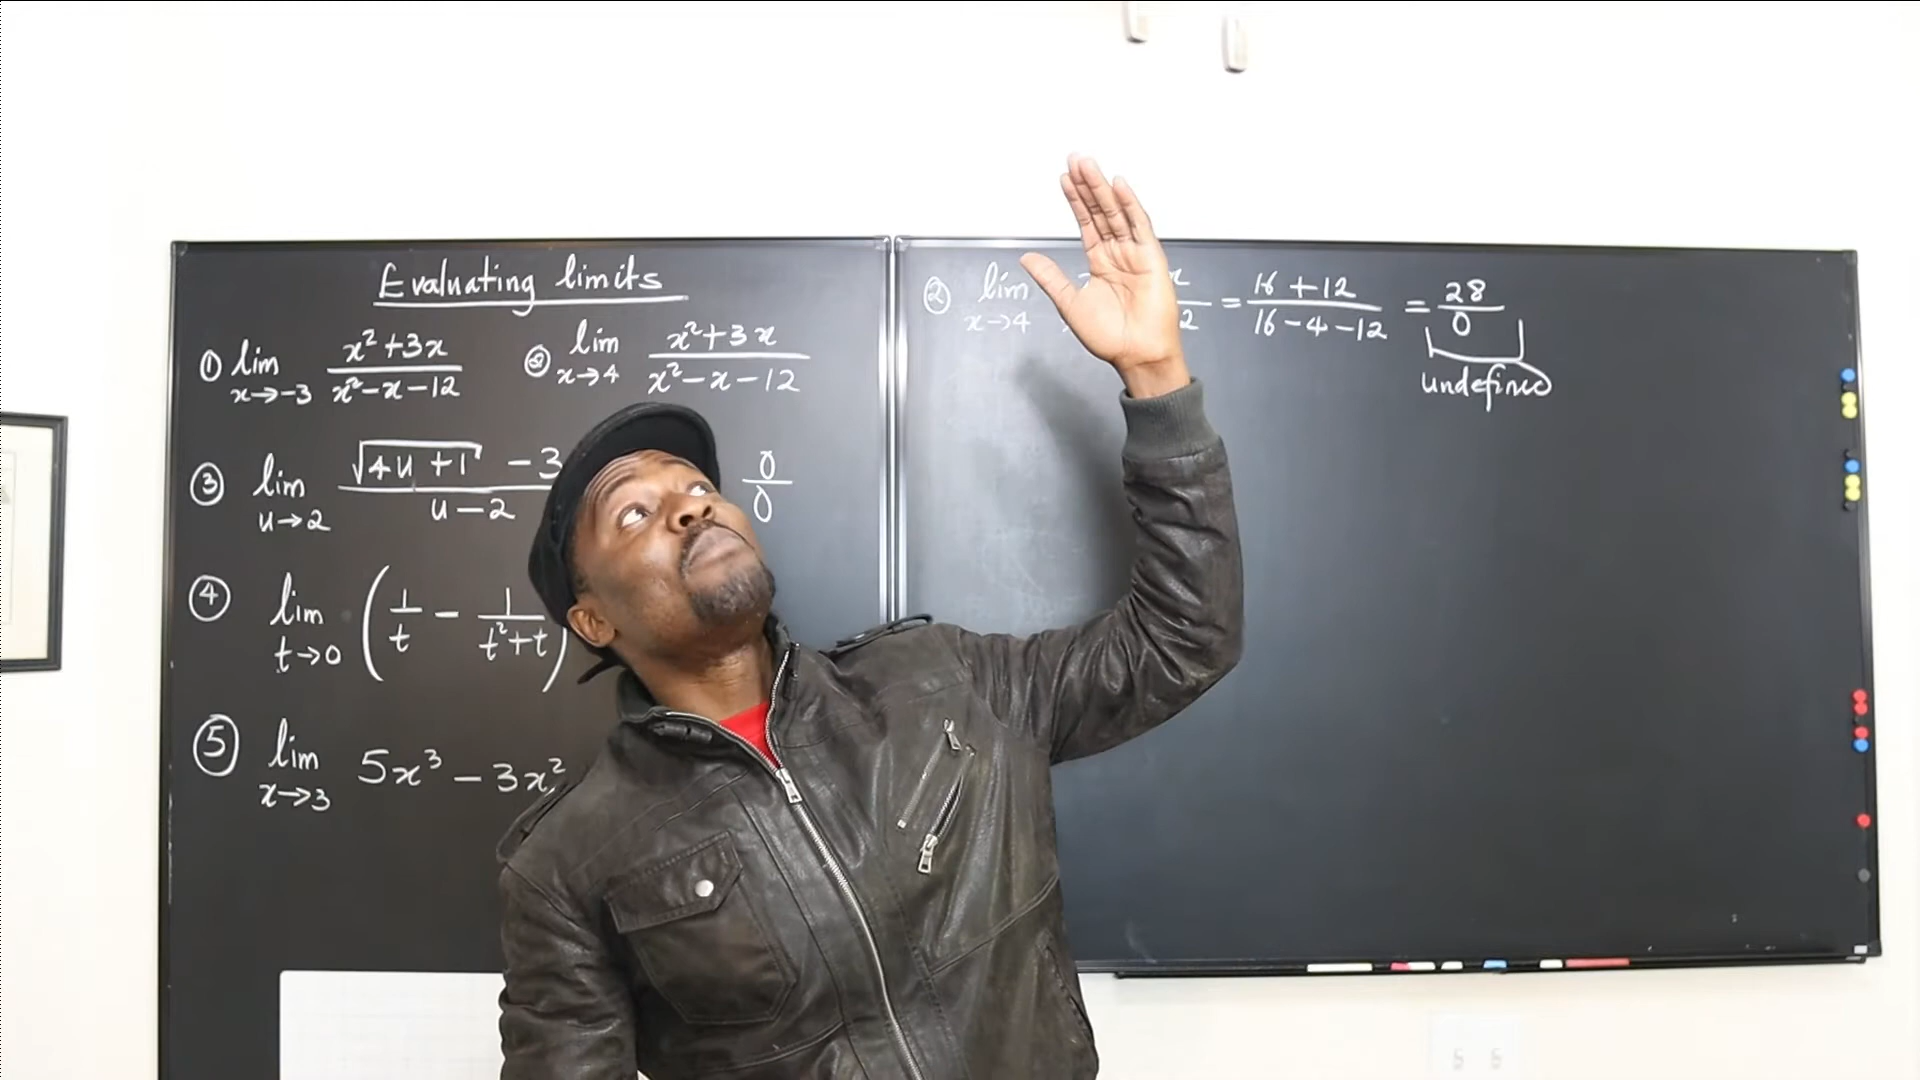 Evaluating limits
① lim x→-3 (x²+3x)/(x²-x-12)
② lim x→4 (x²+3x)/(x²-x-12)
③ lim u→2 (√(4u+1) -3)/(u-2)
0/0
④ lim t→0 (1/t - 1/(t²+t))
⑤ lim x→3 5x³-3x²
② lim x→4 = (16+12)/(16-4-12) = 28/0
undefined